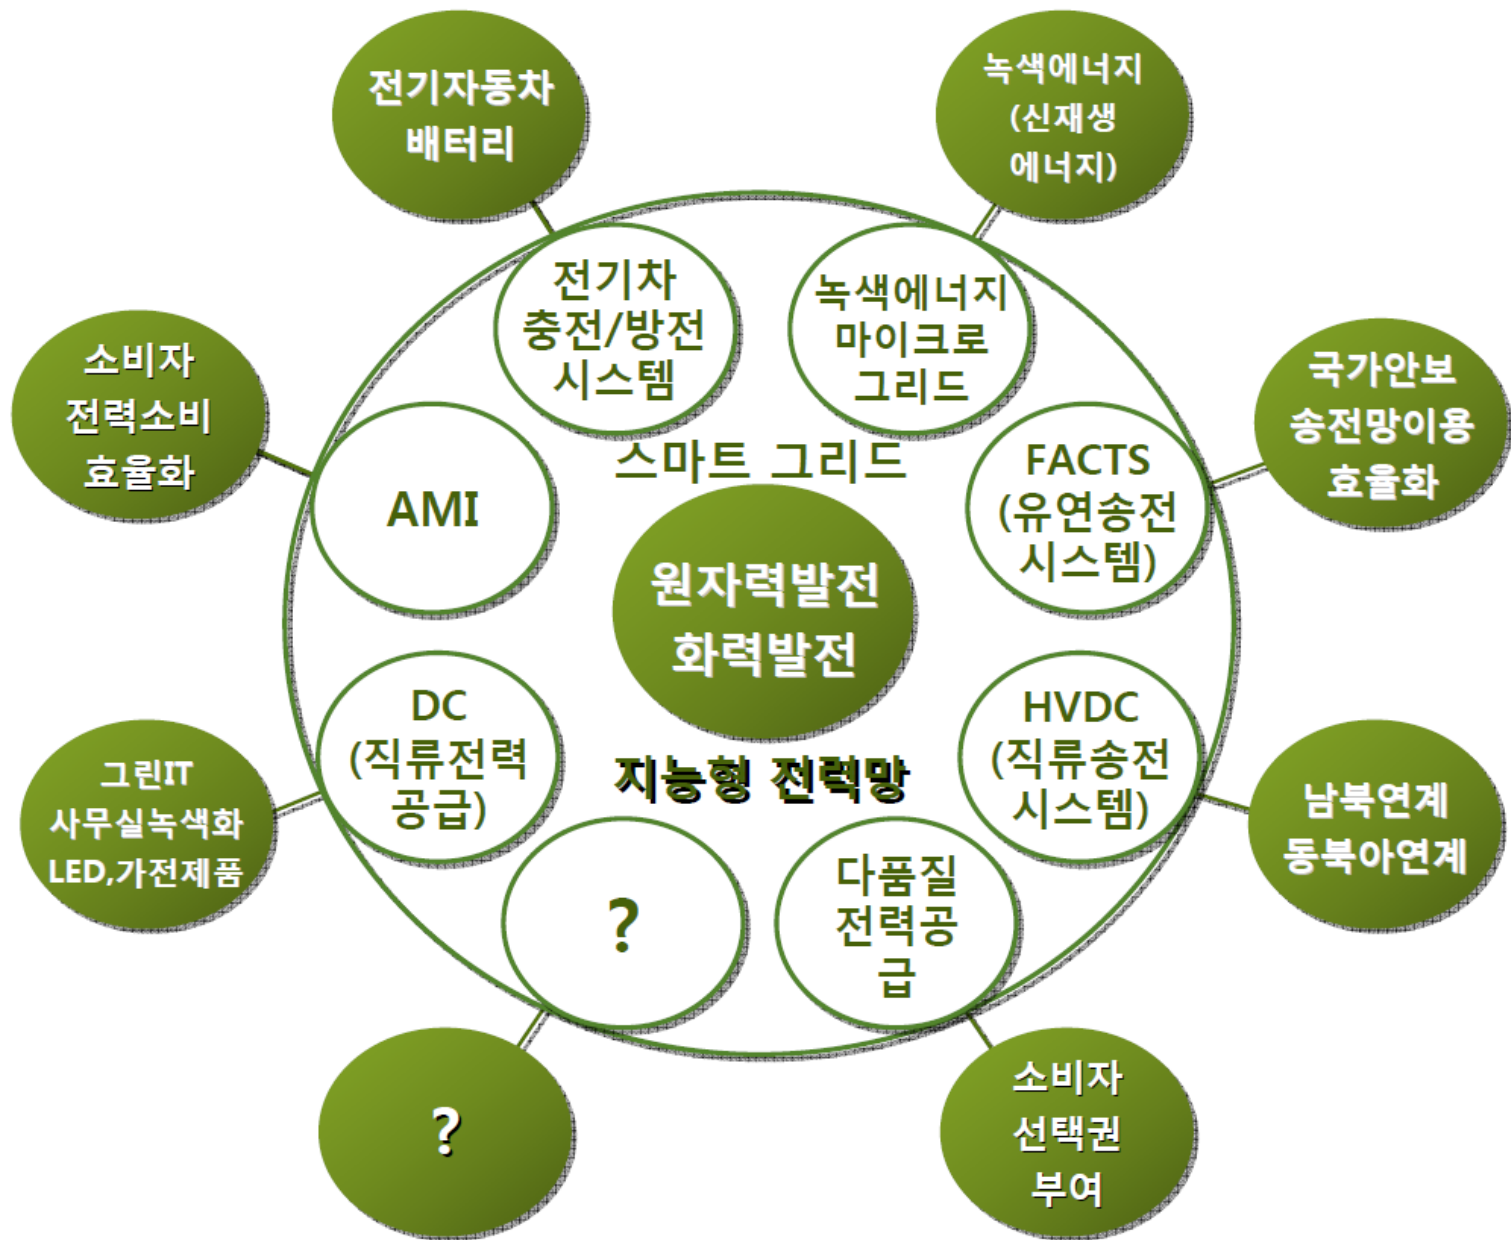 전기자동차
배터리
녹색에너지
(신재생
에너지)
전기차
충전/방전
시스템
녹색에너지
마이크로
그리드
소비자
전력소비
효율화
국가안보
송전망이용
효율화
AMI
스마트 그리드
FACTS
(유연송전
시스템)
원자력발전
화력발전
DC
(직류전력
공급)
지능형 전력망
HVDC
(직류송전
시스템)
그린IT
사무실녹색화
LED,가전제품
남북연계
동북아연계
?
다품질
전력공
급
?
소비자
선택권
부여